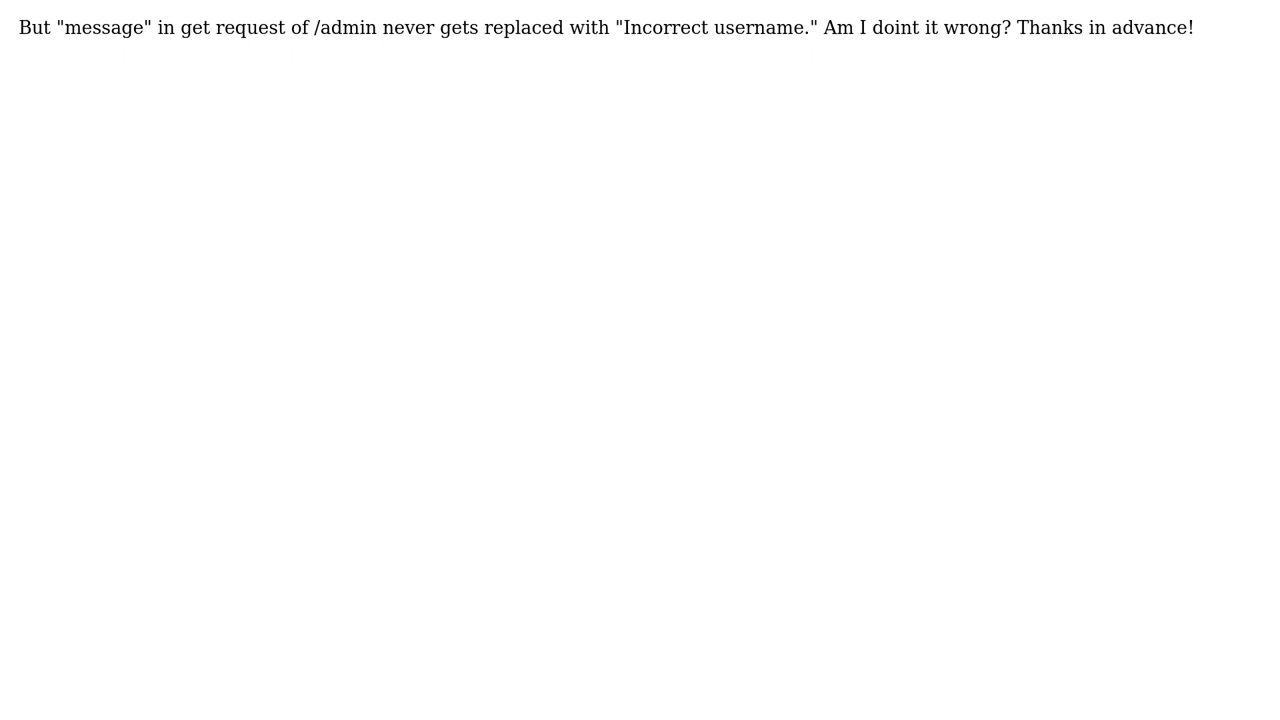 But "message" in get request of /admin never gets replaced with "Incorrect username." Am I doint it wrong? Thanks in advance!